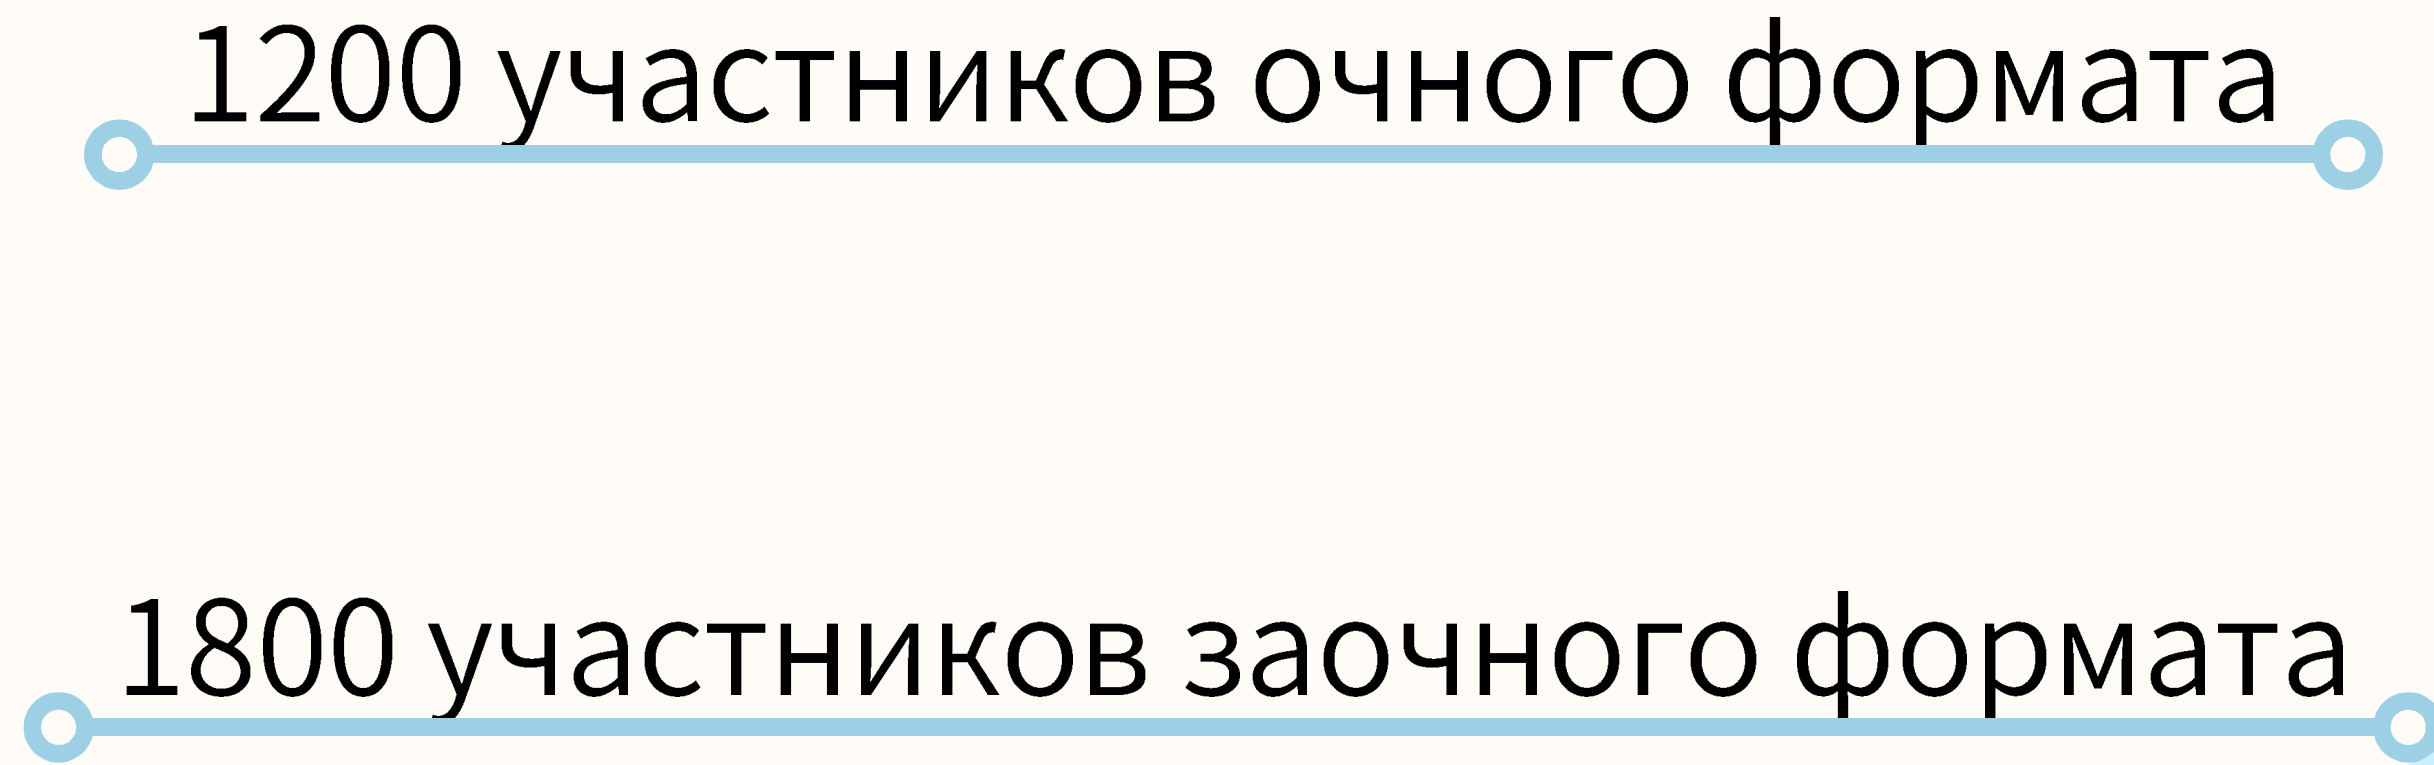 1200 участников очного формата
1800 участников заочного формата